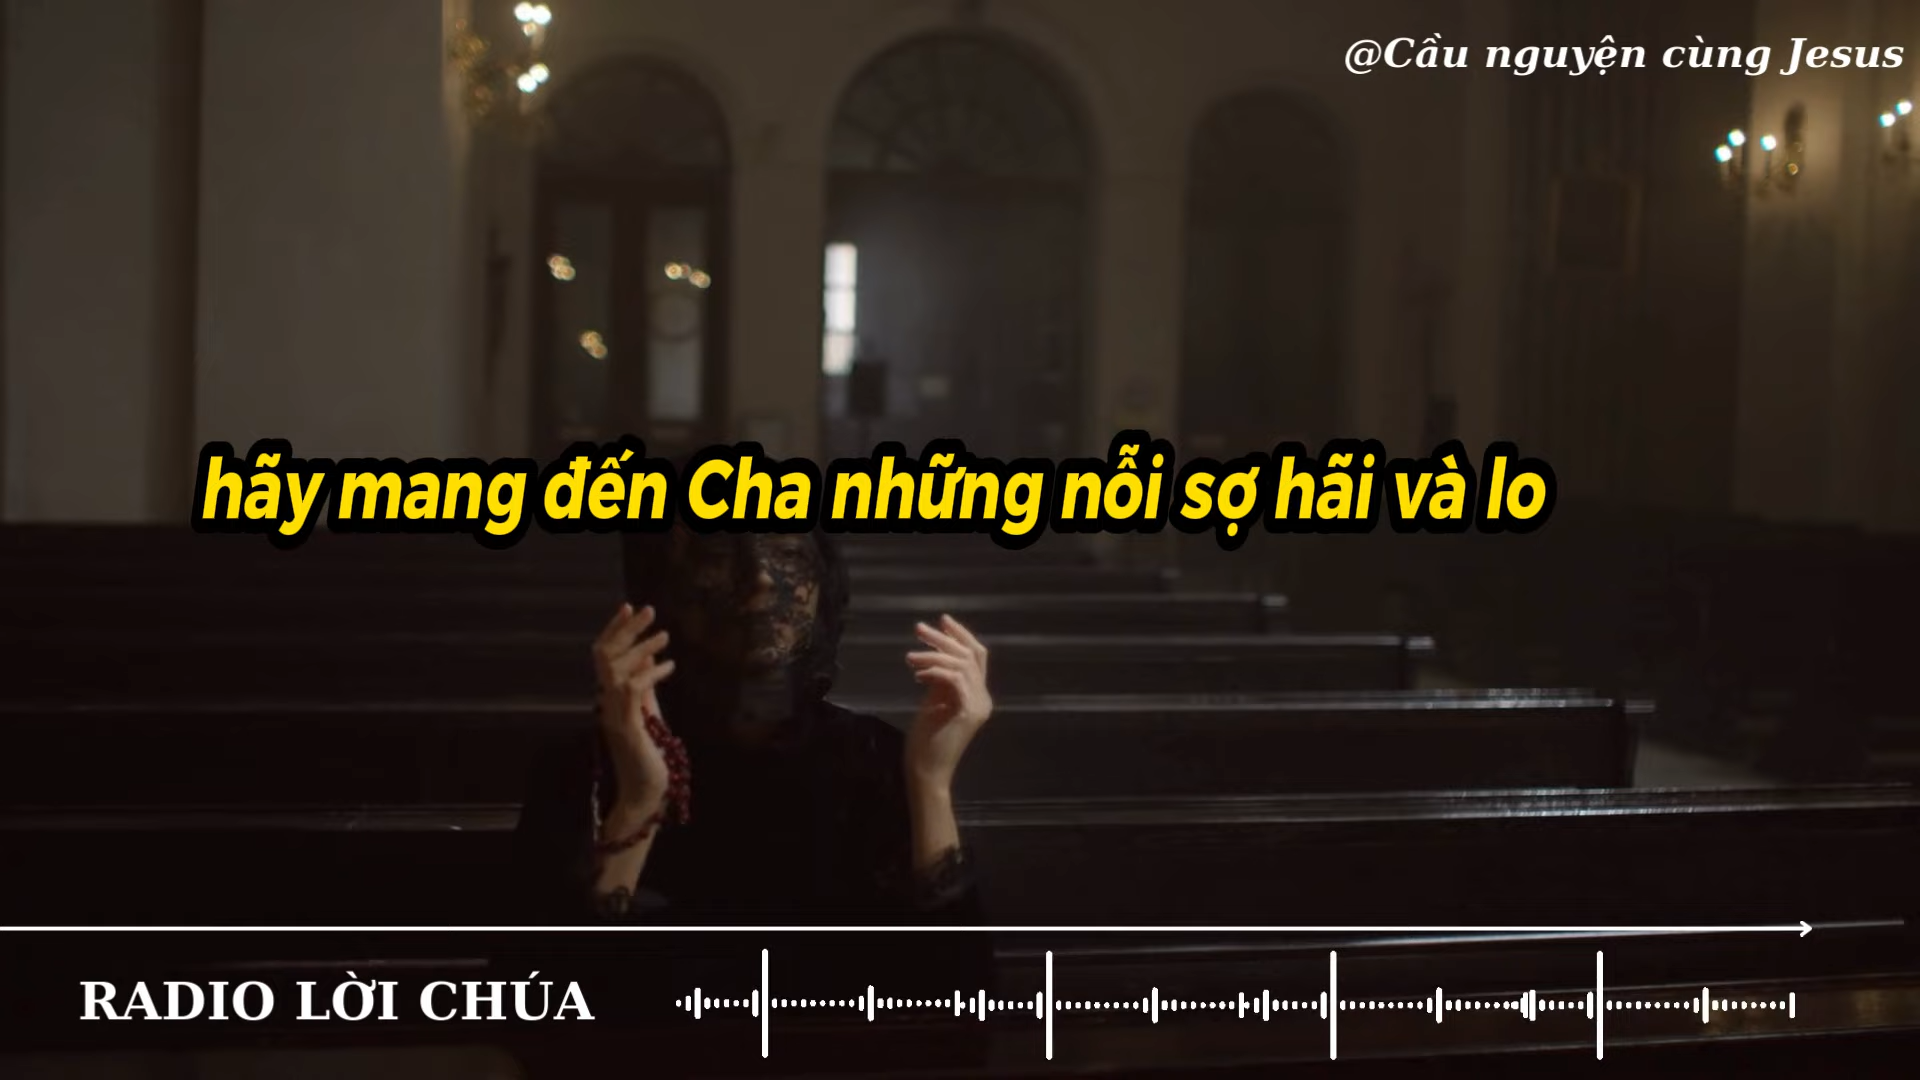 @Cầu nguyện cùng Jesus
hãy mang đến Cha những nỗi sợ hãi và lo
RADIO LỜI CHÚA